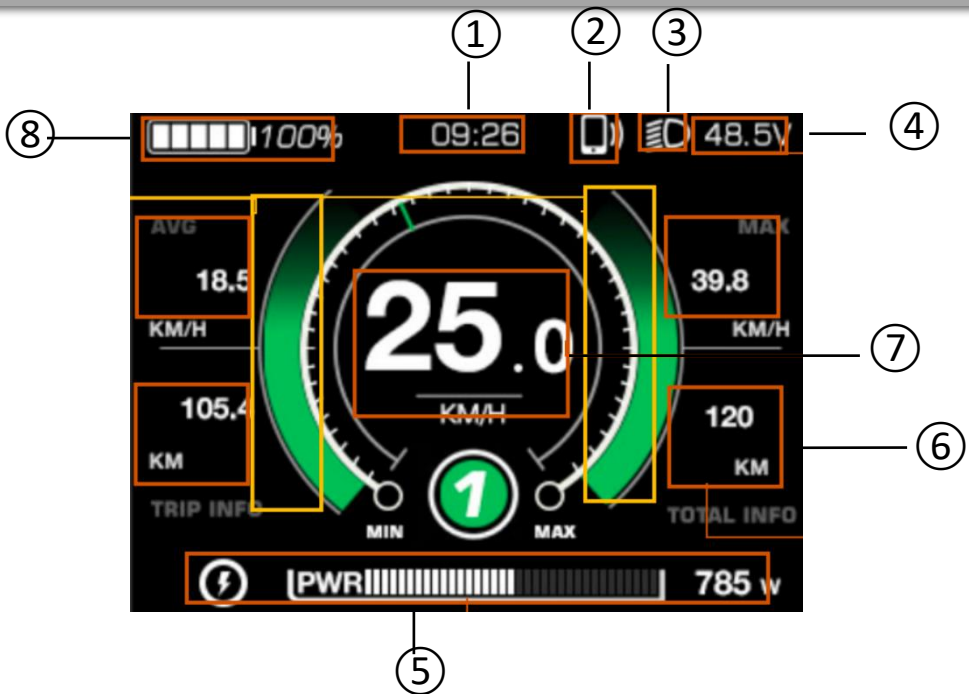 ① ② ③
⑧ 100% 09:26 48.5V ④
AVG MAX
18.5 39.8
KM/H KM/H
25.0 ⑦
KM/H
105.4 120
KM KM ⑥
TRIP INFO TOTAL INFO
1
MIN MAX
PWR 785 W
⑤